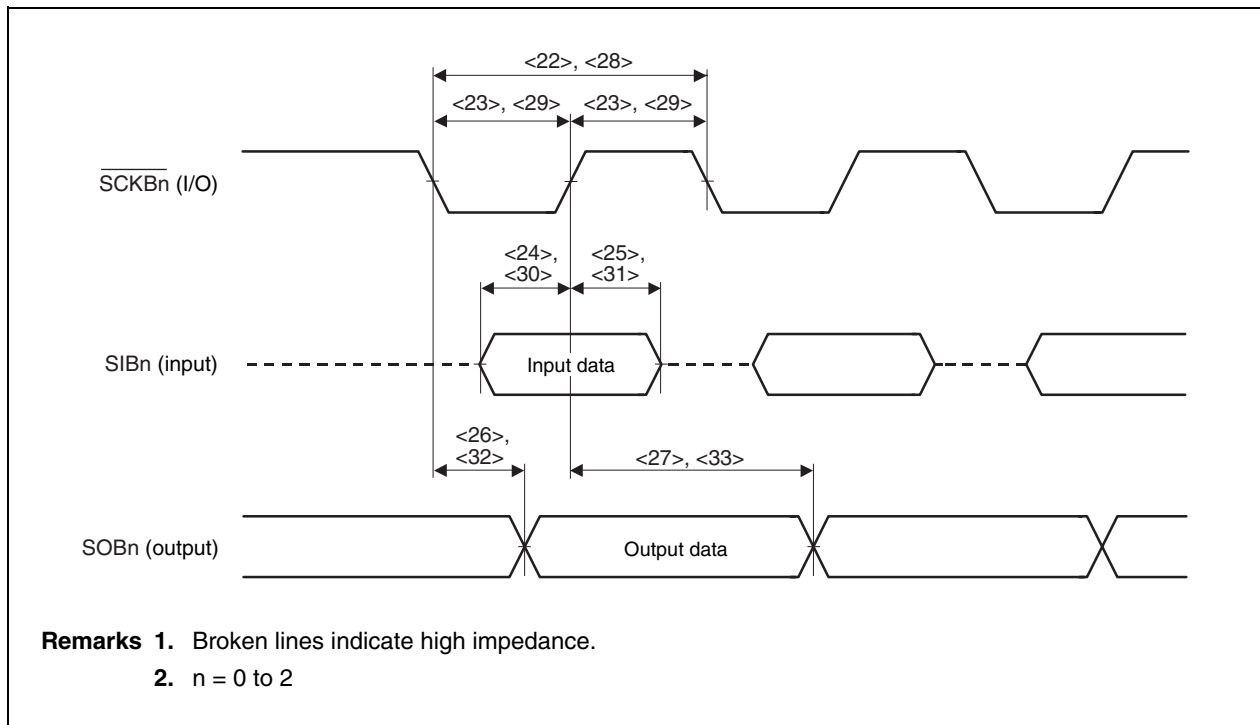 <22>, <28>
<23>, <29> <23>, <29>
SCKBn (I/O)
<24>,
<30>
<25>,
<31>
SIBn (input)
Input data
<26>,
<32>
<27>, <33>
SOBn (output)
Output data
Remarks 1. Broken lines indicate high impedance.
2. n = 0 to 2